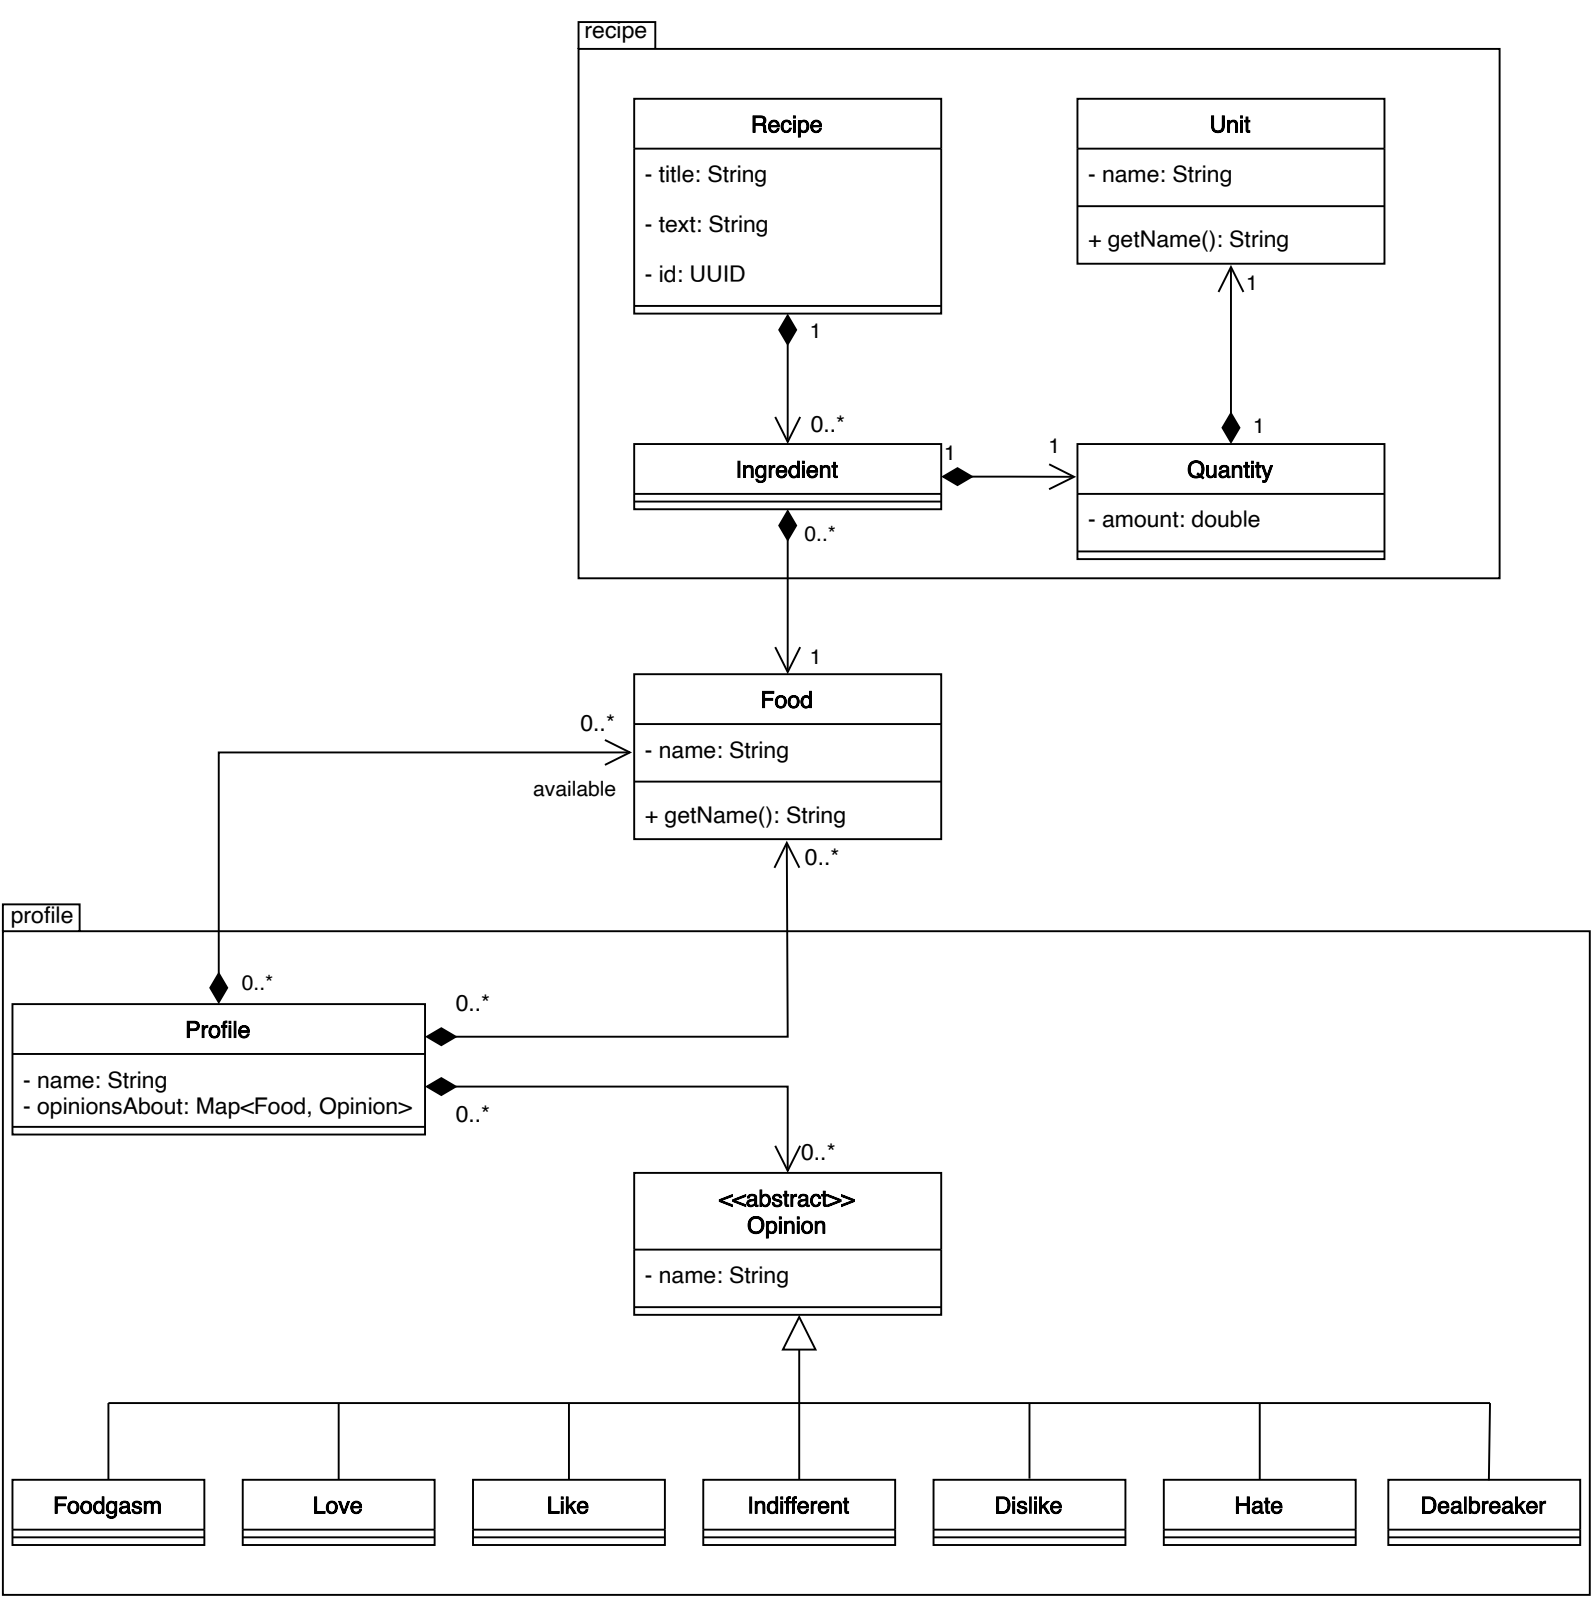 recipe
Recipe
- title: String
- text: String
- id: UUID
Unit
- name: String
+ getName(): String
1
1
0..*
1
1
1
Ingredient
Quantity
- amount: double
0..*
1
Food
- name: String
+ getName(): String
0..*
available
0..*
profile
0..*
0..*
Profile
- name: String
- opinionsAbout: Map<Food, Opinion>
0..*
0..*
<<abstract>>
Opinion
- name: String
Foodgasm
Love
Like
Indifferent
Dislike
Hate
Dealbreaker